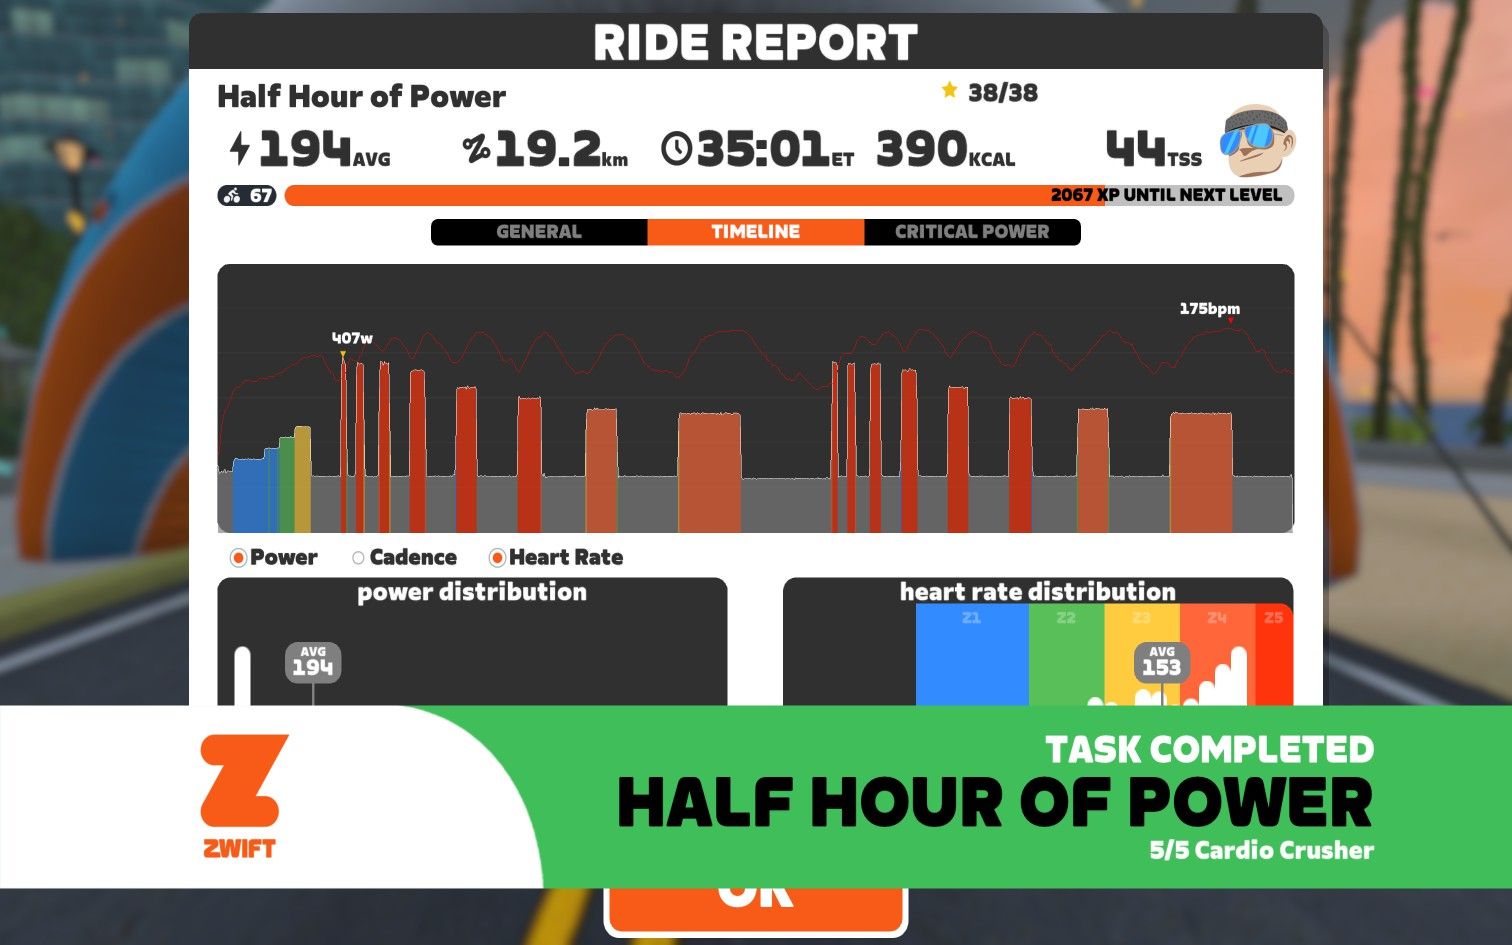 RIDE REPORT
Half Hour of Power
38/38
194AVG
19.2km
35:01ET
390KCAL
44TSS
67
2067 XP UNTIL NEXT LEVEL
GENERAL
TIMELINE
CRITICAL POWER
407w
175bpm
Power
Cadence
Heart Rate
power distribution
AVG
194
heart rate distribution
Z1
Z2
Z3
Z4
Z5
AVG
153
TASK COMPLETED
HALF HOUR OF POWER
5/5 Cardio Crusher
ZWIFT
OK